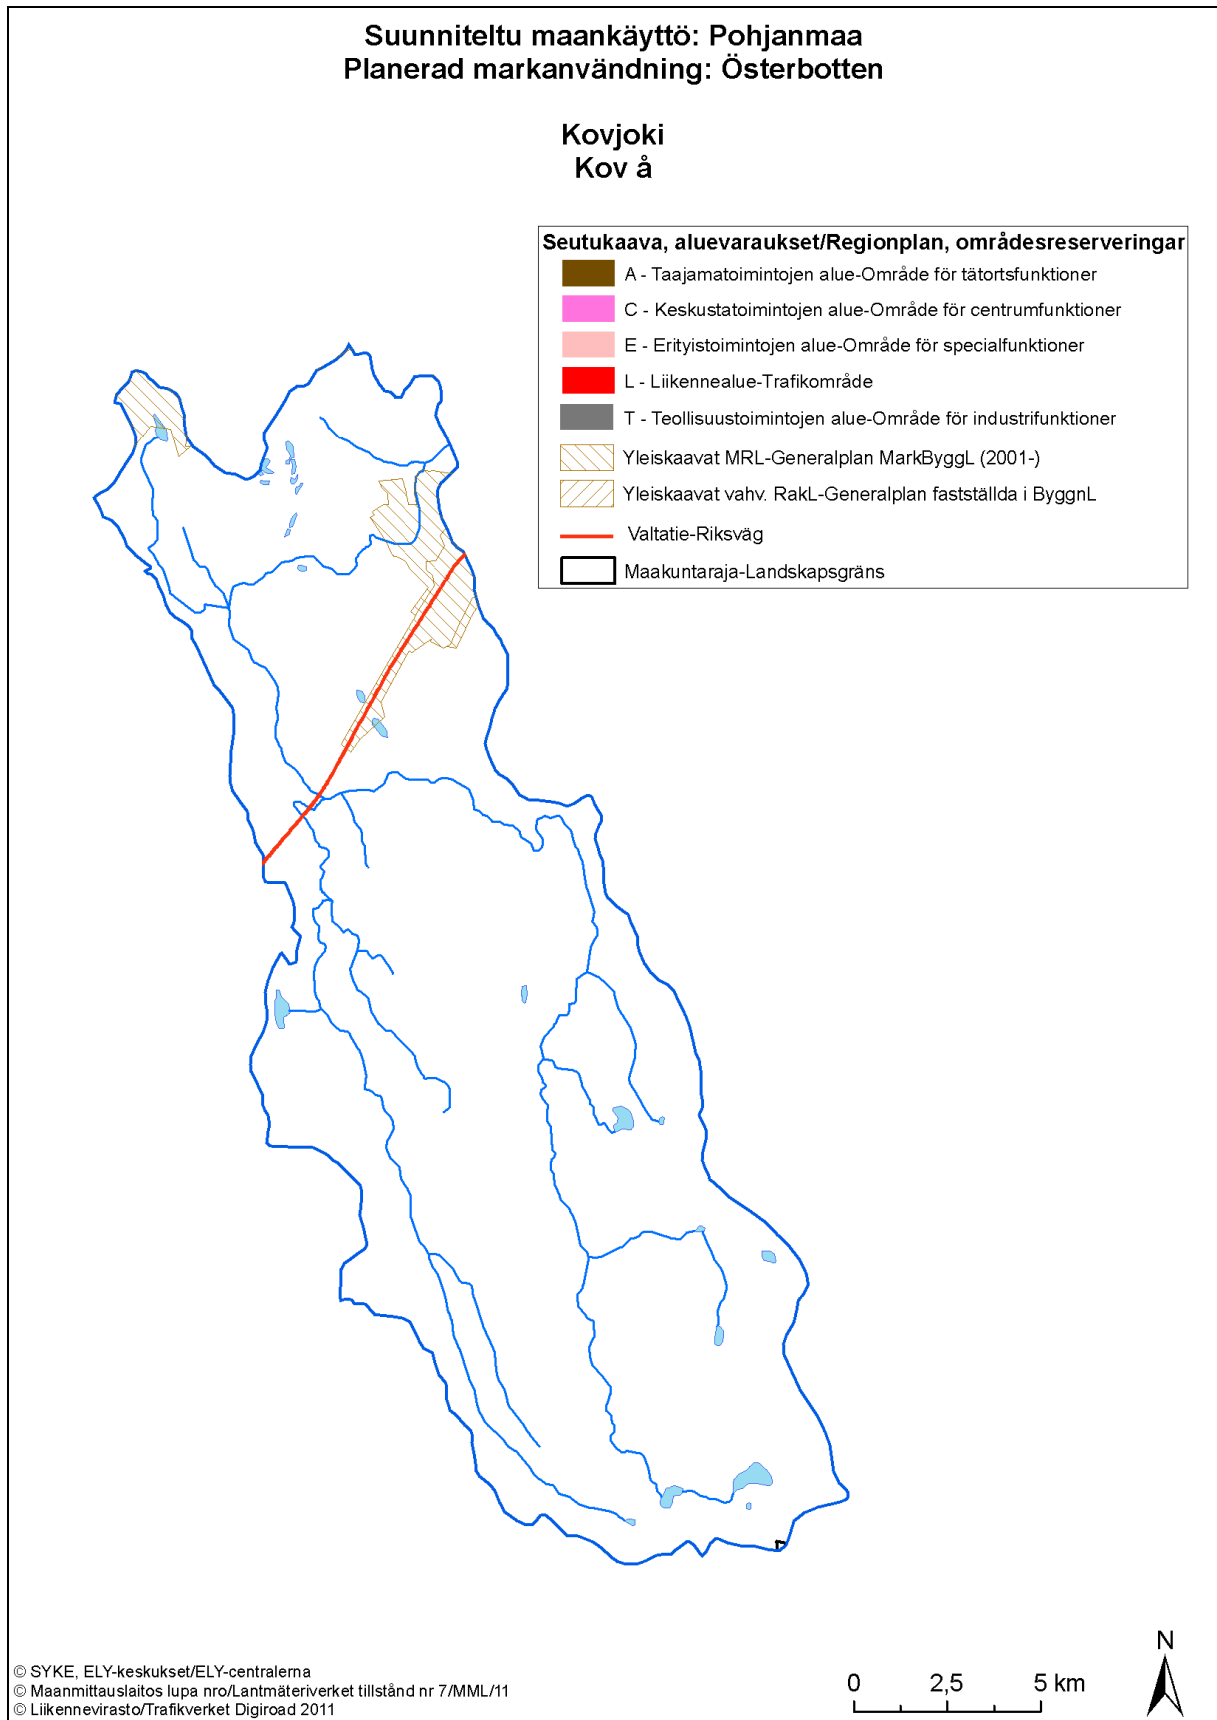 Suunniteltu maankäyttö: Pohjanmaa
Planerad markanvändning: Österbotten
Kovjoki
Kov å
Seutukaava, aluevaraukset/Regionplan, områdesreserveringar
A - Taajamatoimintojen alue-Område för tätortsfunktioner
C - Keskustatoimintojen alue-Område för centrumfunktioner
E - Erityistoimintojen alue-Område för specialfunktioner
L - Liikennealue-Trafikområde
T - Teollisuustoimintojen alue-Område för industrifunktioner
Yleiskaavat MRL-Generalplan MarkByggL (2001-)
Yleiskaavat vahv. RakL-Generalplan fastställda i ByggnL
Valtatie-Riksväg
Maakuntaraja-Landskapsgräns
N
0 2,5 5 km
© SYKE, ELY-keskukset/ELY-centralerna
© Maanmittauslaitos lupa nro/Lantmäteriverket tillstånd nr 7/MML/11
© Liikennevirasto/Trafikverket Digiroad 2011